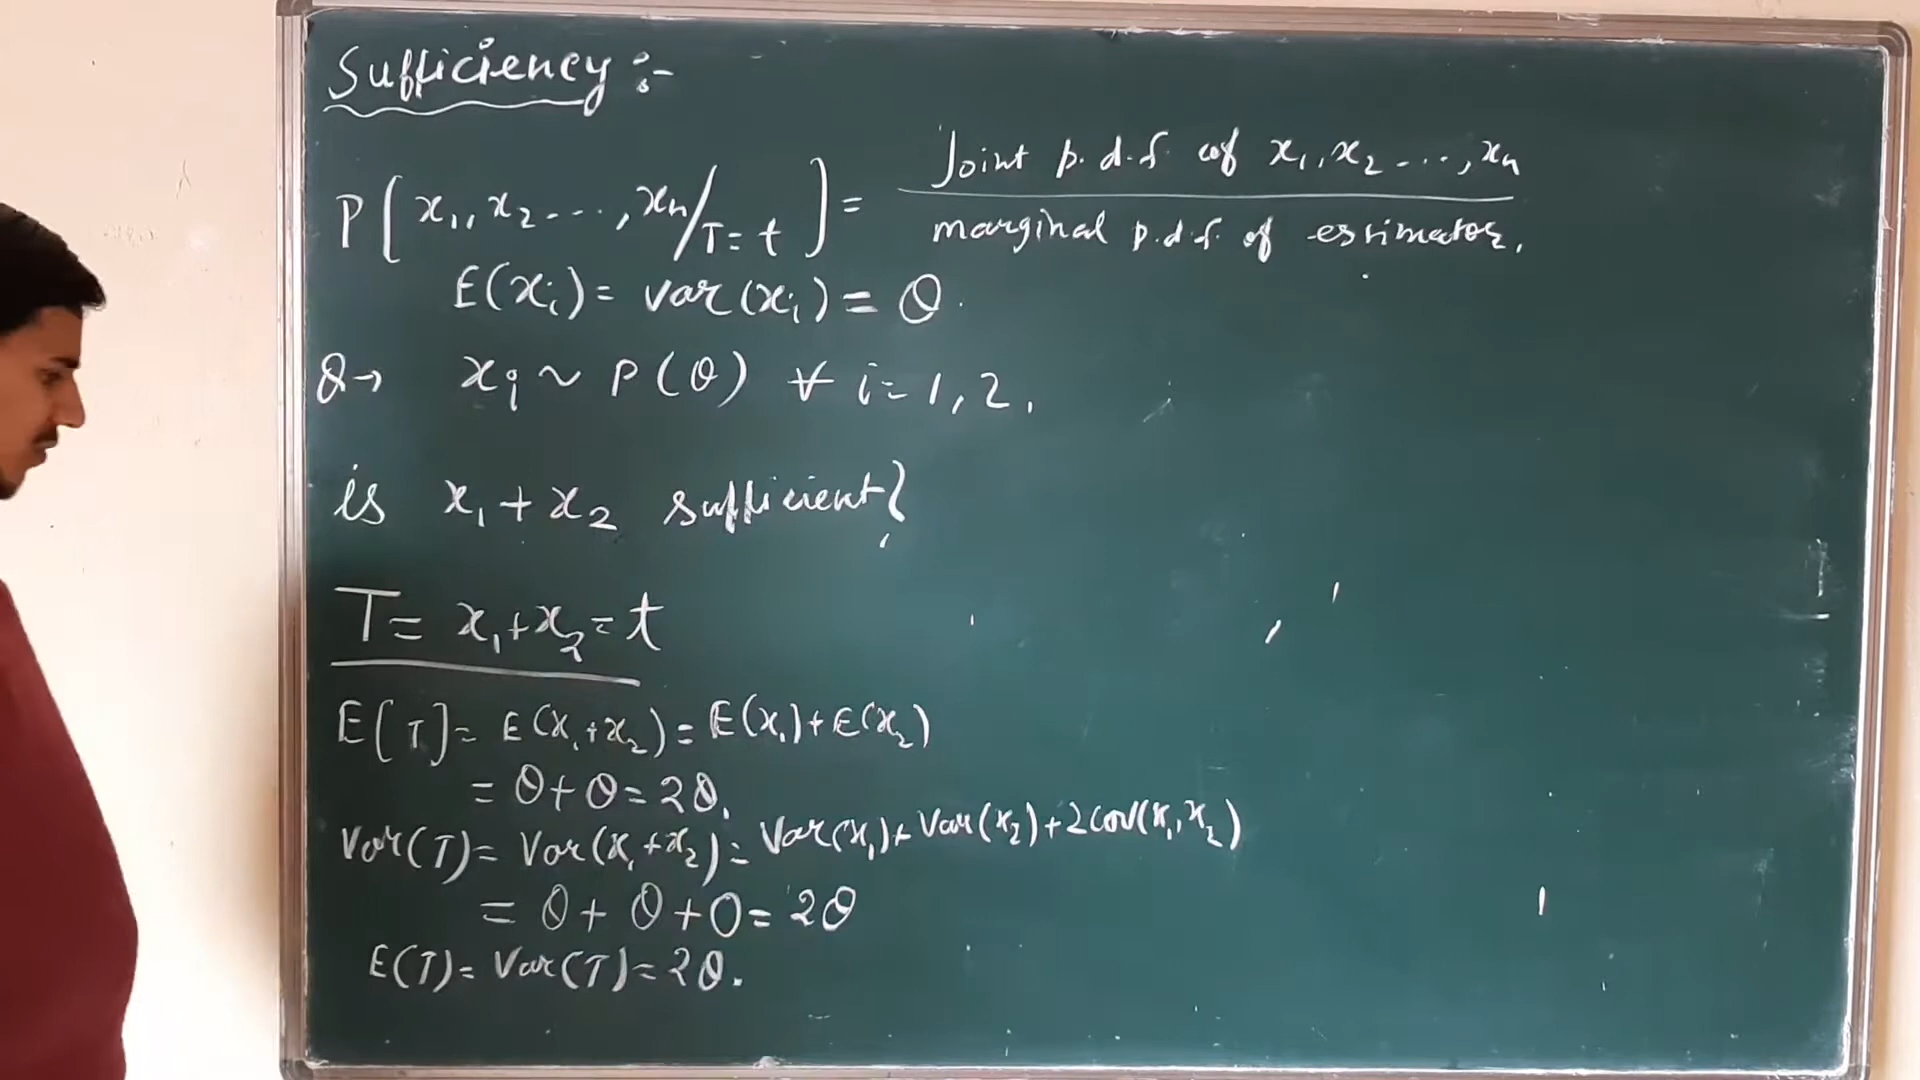 Sufficiency :-
P[x₁, x₂ - - - , xₙ/T = t] = Joint p.d.f. of x₁, x₂ - - - , xₙ / marginal p.d.f. of estimator.
E(xᵢ) = var(xᵢ) = θ.
Q→ xᵢ ~ P(θ) ∀ i = 1, 2.
is x₁ + x₂ sufficient?
T = x₁ + x₂ = t
E[T] = E(x₁ + x₂) = E(x₁) + E(x₂)
= θ + θ = 2θ.
Var(T) = Var(x₁ + x₂) = Var(x₁) + Var(x₂) + 2cov(x₁, x₂)
= θ + θ + 0 = 2θ
E(T) = Var(T) = 2θ.